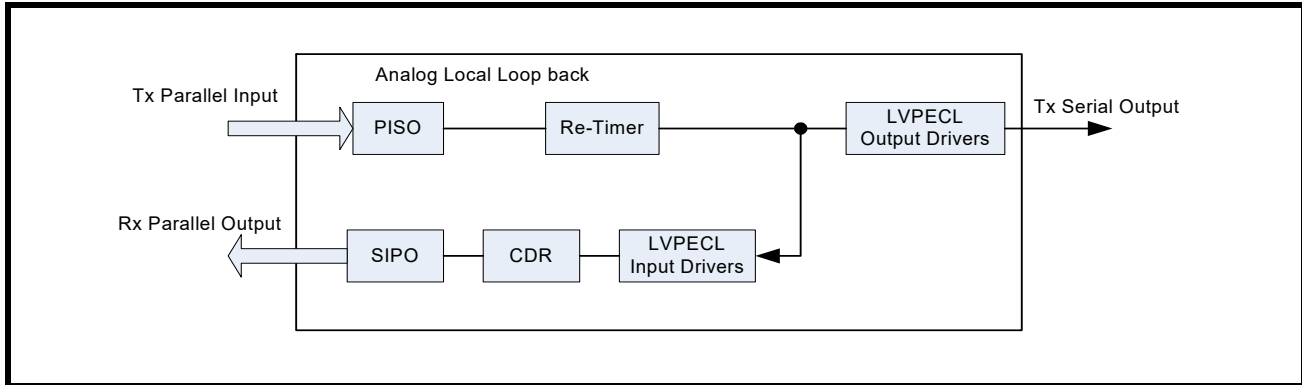 Analog Local Loop back
Tx Parallel Input
PISO
Re-Timer
LVPECL
Output Drivers
Tx Serial Output
Rx Parallel Output
SIPO
CDR
LVPECL
Input Drivers